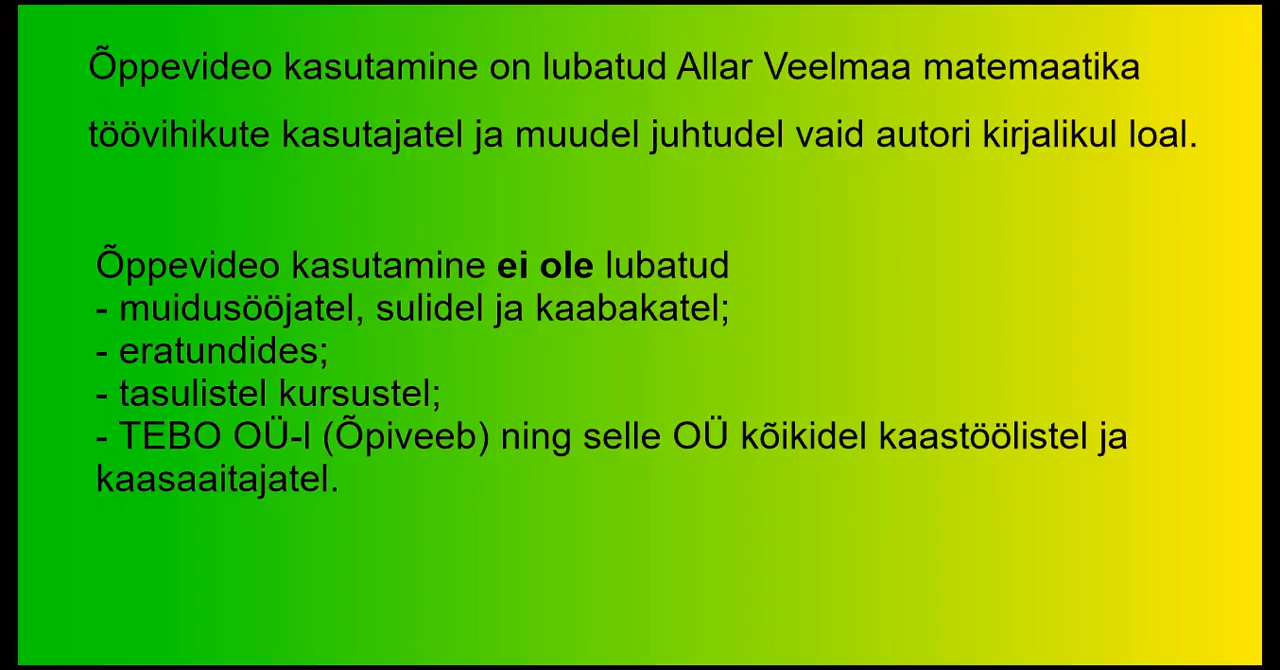 Õppevideo kasutamine on lubatud Allar Veelmaa matemaatika
töövihikute kasutajatel ja muudel juhtudel vaid autori kirjalikul loal.
Õppevideo kasutamine ei ole lubatud
- muidusööjatel, sulidel ja kaabakatel;
- eratundides;
- tasulistel kursustel;
- TEBO OÜ-l (Õpiveeb) ning selle OÜ kõikidel kaastöölistel ja
kaasaaitajatel.